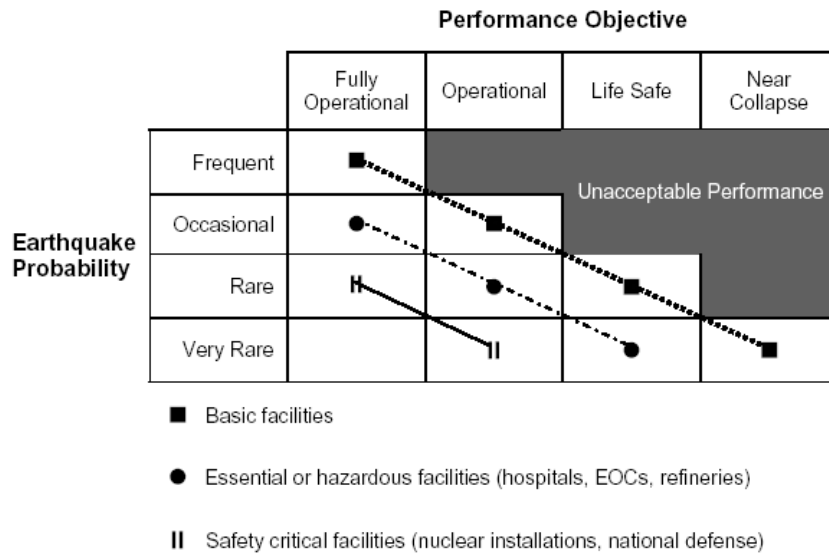 Performance Objective
Fully
Operational
Operational
Life Safe
Near
Collapse
Earthquake
Probability
Frequent
Unacceptable Performance
Occasional
Rare
Very Rare
Basic facilities
Essential or hazardous facilities (hospitals, EOCs, refineries)
Safety critical facilities (nuclear installations, national defense)